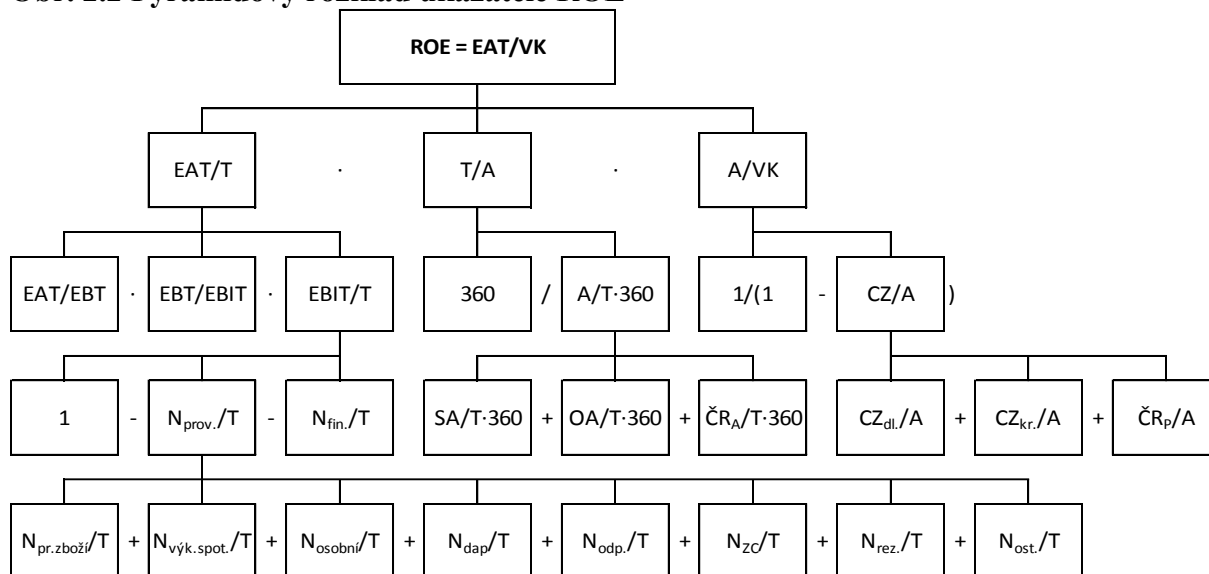 Obr. 2.2 Pyramidový rozklad ukazatele ROE
ROE = EAT/VK
EAT/T · T/A · A/VK
EAT/EBT · EBT/EBIT · EBIT/T 360 / A/T·360 1/(1 - CZ/A )
1 - Nprov./T - Nfin./T SA/T·360 + OA/T·360 + ČRA/T·360 CZdl./A + CZkr./A + ČRP/A
Npr.zboží/T + Nvýk.spot./T + Nosobní/T + Ndap/T + Nodp./T + NZC/T + Nrez./T + Nost./T